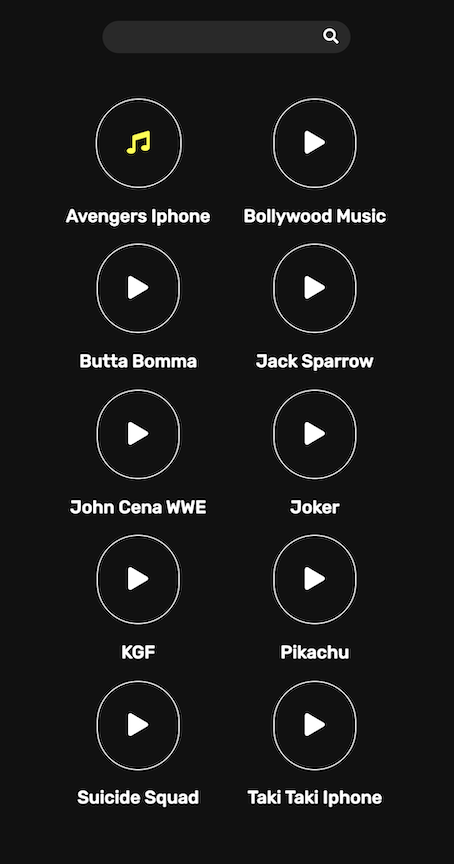 Avengers Iphone
Bollywood Music
Butta Bomma
Jack Sparrow
John Cena WWE
Joker
KGF
Pikachu
Suicide Squad
Taki Taki Iphone